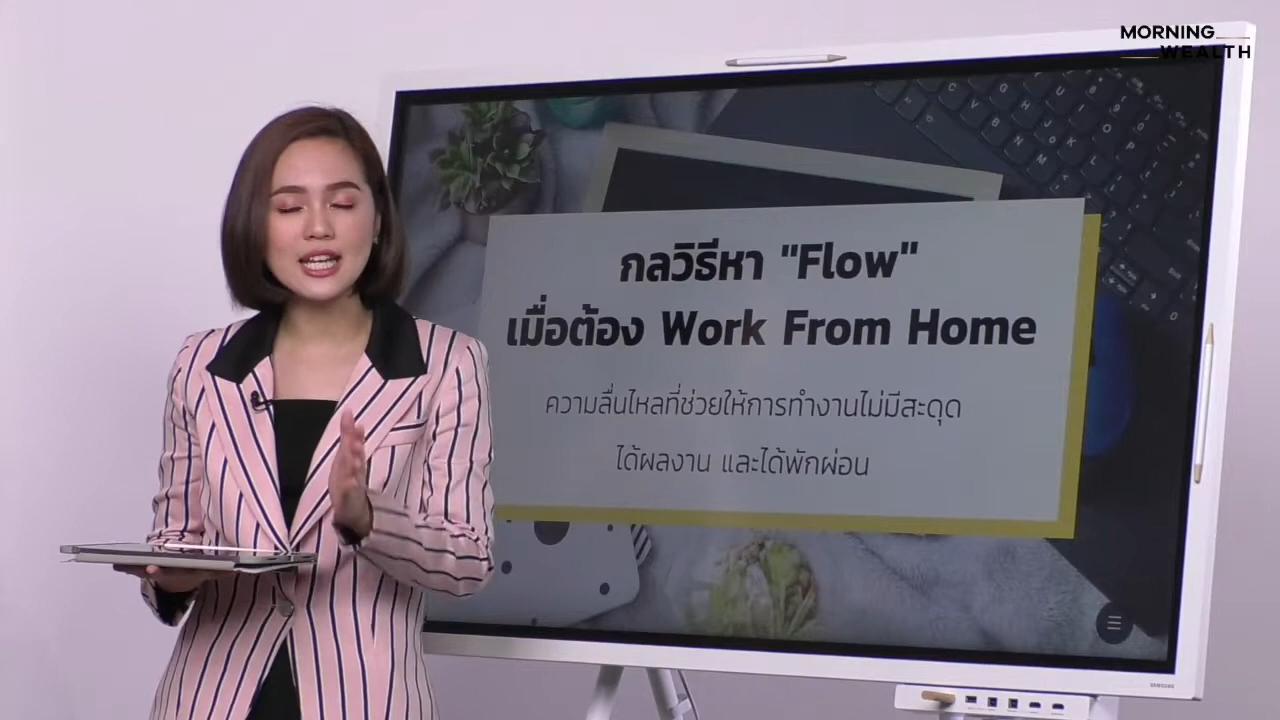 MORNING
WEALTH
กลวิธีหา "Flow"
เมื่อต้อง Work From Home
ความลื่นไหลที่ช่วยให้การทำงานไม่มีสะดุด
ได้ผลงาน และได้พักผ่อน
SAMSUNG